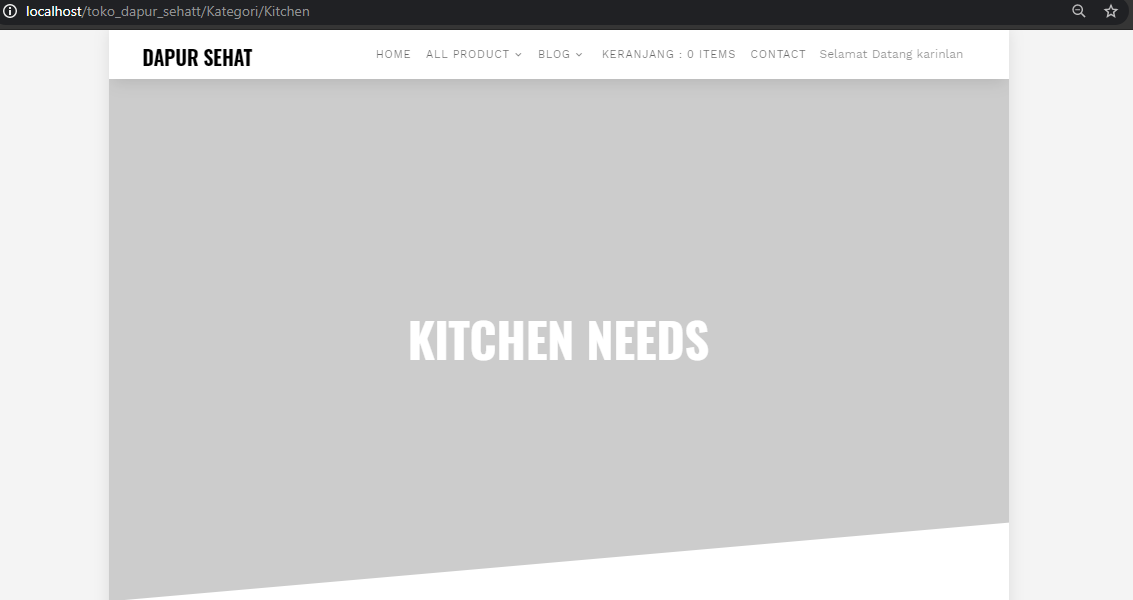 localhost/toko_dapur_sehatt/Kategori/Kitchen
DAPUR SEHAT HOME ALL PRODUCT BLOG KERANJANG : 0 ITEMS CONTACT Selamat Datang karinlan
KITCHEN NEEDS